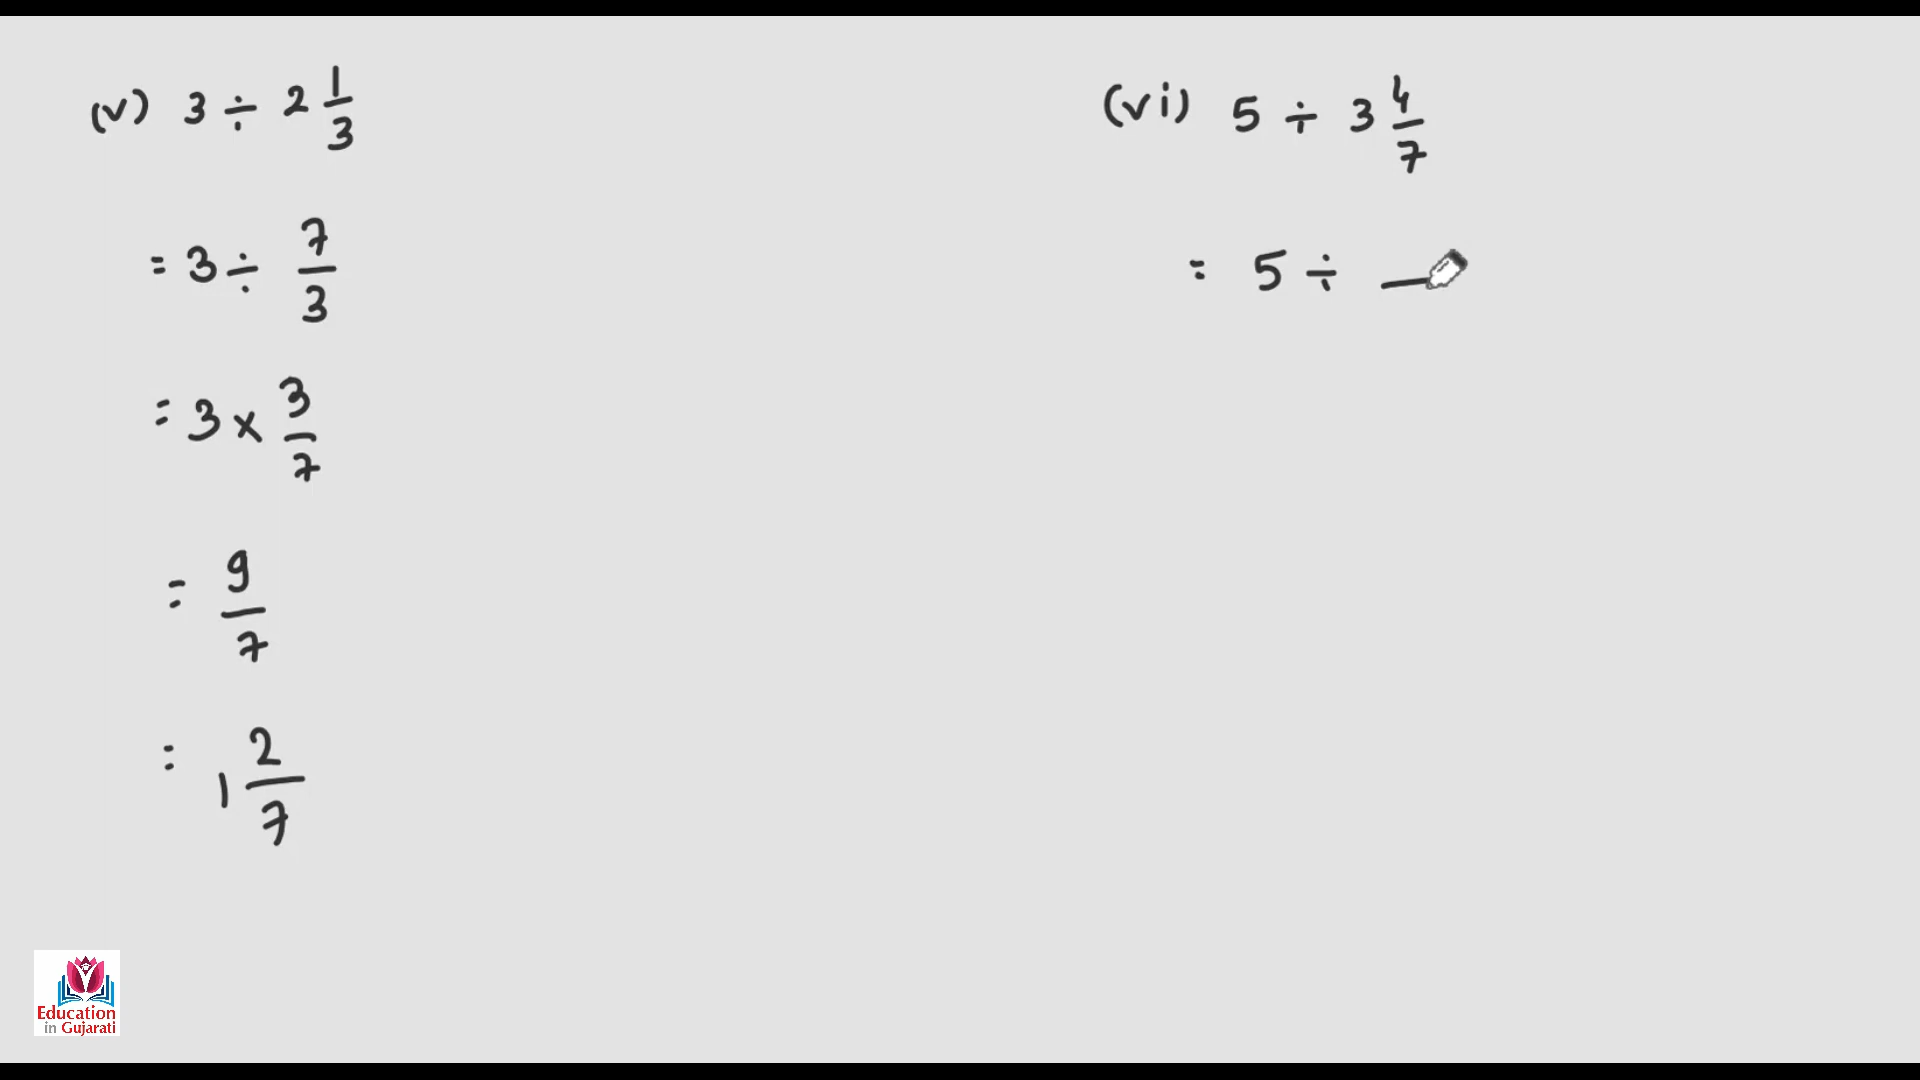 (v) 3 ÷ 2 1/3
= 3 ÷ 7/3
= 3 × 3/7
= 9/7
= 1 2/7
(vi) 5 ÷ 3 4/7
= 5 ÷ —
Education
in Gujarati